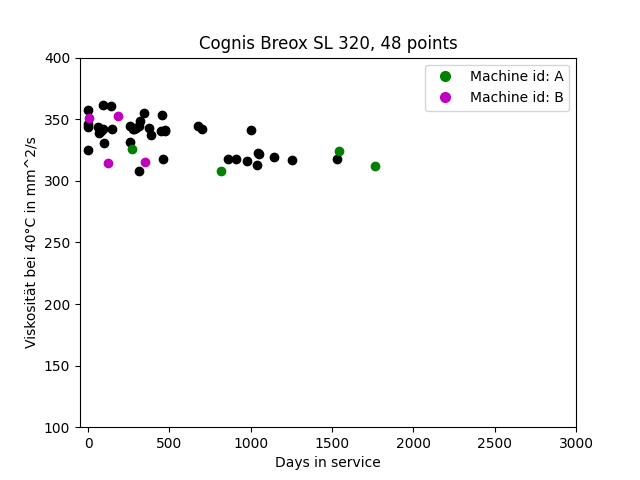 Cognis Breox SL 320, 48 points
Machine id: A
Machine id: B
Viskosität bei 40°C in mm^2/s
400
350
300
250
200
150
100
0 500 1000 1500 2000 2500 3000
Days in service